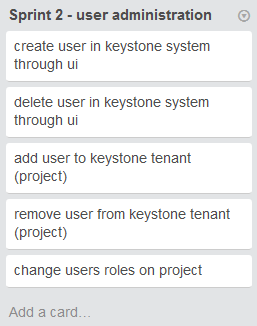 Sprint 2 - user administration
create user in keystone system
through ui
delete user in keystone system
through ui
add user to keystone tenant
(project)
remove user from keystone tenant
(project)
change users roles on project
Add a card...